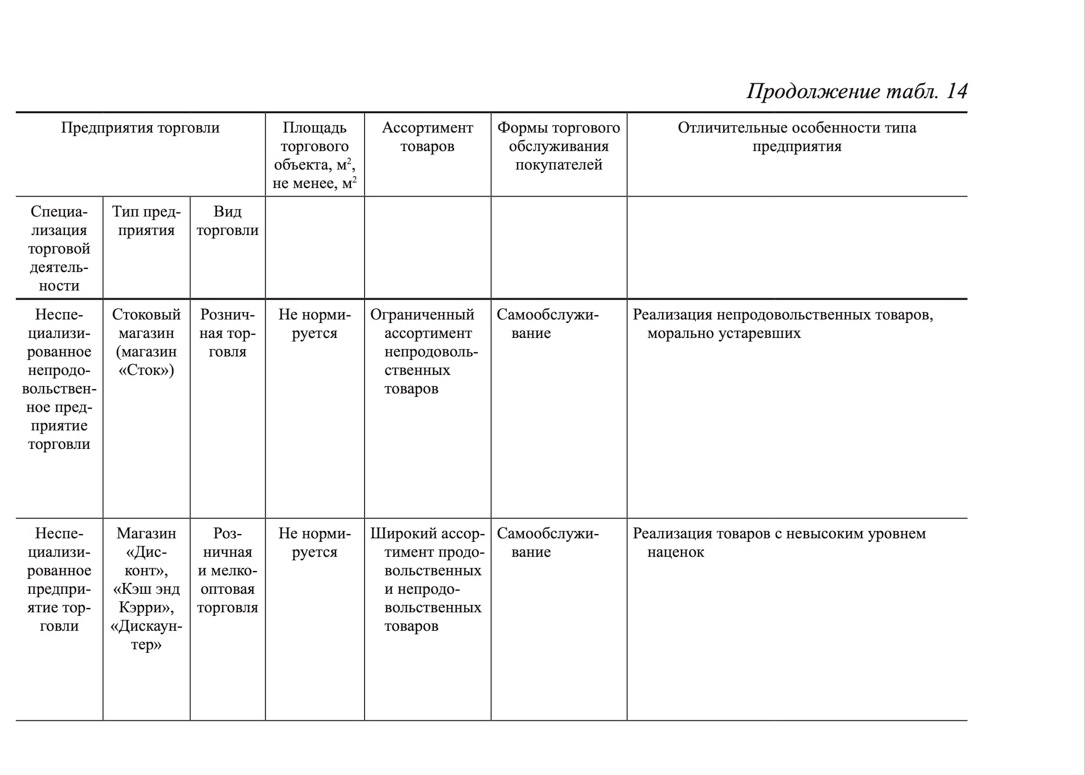 Продолжение табл. 14
Предприятия торговли
Площадь
торгового
объекта, м²,
не менее, м²
Ассортимент
товаров
Формы торгового
обслуживания
покупателей
Отличительные особенности типа
предприятия
Специа-
лизация
торговой
деятель-
ности
Тип пред-
приятия
Вид
торговли
Неспе-
циализи-
рованное
непродо-
вольствен-
ное пред-
приятие
торговли
Стоковый
магазин
(магазин
«Сток»)
Рознич-
ная тор-
говля
Не норми-
руется
Ограниченный
ассортимент
непродоволь-
ственных
товаров
Самообслужи-
вание
Реализация непродовольственных товаров,
морально устаревших
Неспе-
циализи-
рованное
предпри-
ятие тор-
говли
Магазин
«Дис-
конт»,
«Кэш энд
Кэрри»,
«Дискаун-
тер»
Роз-
ничная
и мелко-
оптовая
торговля
Не норми-
руется
Широкий ассор-
тимент продо-
вольственных
и непродо-
вольственных
товаров
Самообслужи-
вание
Реализация товаров с невысоким уровнем
наценок